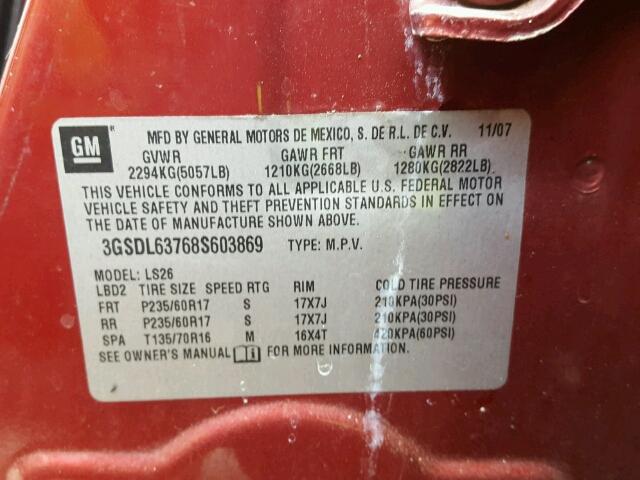 GM ® MFD BY GENERAL MOTORS DE MEXICO, S. DE R.L. DE C.V. 11/07
GVWR GAWR FRT GAWR RR
2294KG(5057LB) 1210KG(2668LB) 1280KG(2822LB)
THIS VEHICLE CONFORMS TO ALL APPLICABLE U.S. FEDERAL MOTOR
VEHICLE SAFETY AND THEFT PREVENTION STANDARDS IN EFFECT ON
THE DATE OF MANUFACTURE SHOWN ABOVE.
3GSDL63768S603869 TYPE: M.P.V.
MODEL: LS26
LBD2 TIRE SIZE SPEED RTG RIM COLD TIRE PRESSURE
FRT P235/60R17 S 17X7J 210KPA(30PSI)
RR P235/60R17 S 17X7J 210KPA(30PSI)
SPA T135/70R16 M 16X4T 420KPA(60PSI)
SEE OWNER'S MANUAL FOR MORE INFORMATION.